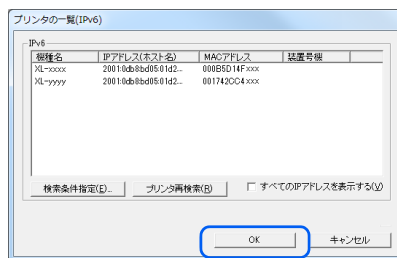 プリンタの一覧(IPv6)
IPv6
機種名 IPアドレス(ホスト名) MACアドレス 装置号機
XL-xxxx 2001:0db8:bd05:01d2... 000B5D14Fxxx
XL-yyyy 2001:0db8:bd05:01d2... 001742CC4xxx
検索条件指定(E)... プリンタ再検索(R) すべてのIPアドレスを表示する(V)
OK キャンセル